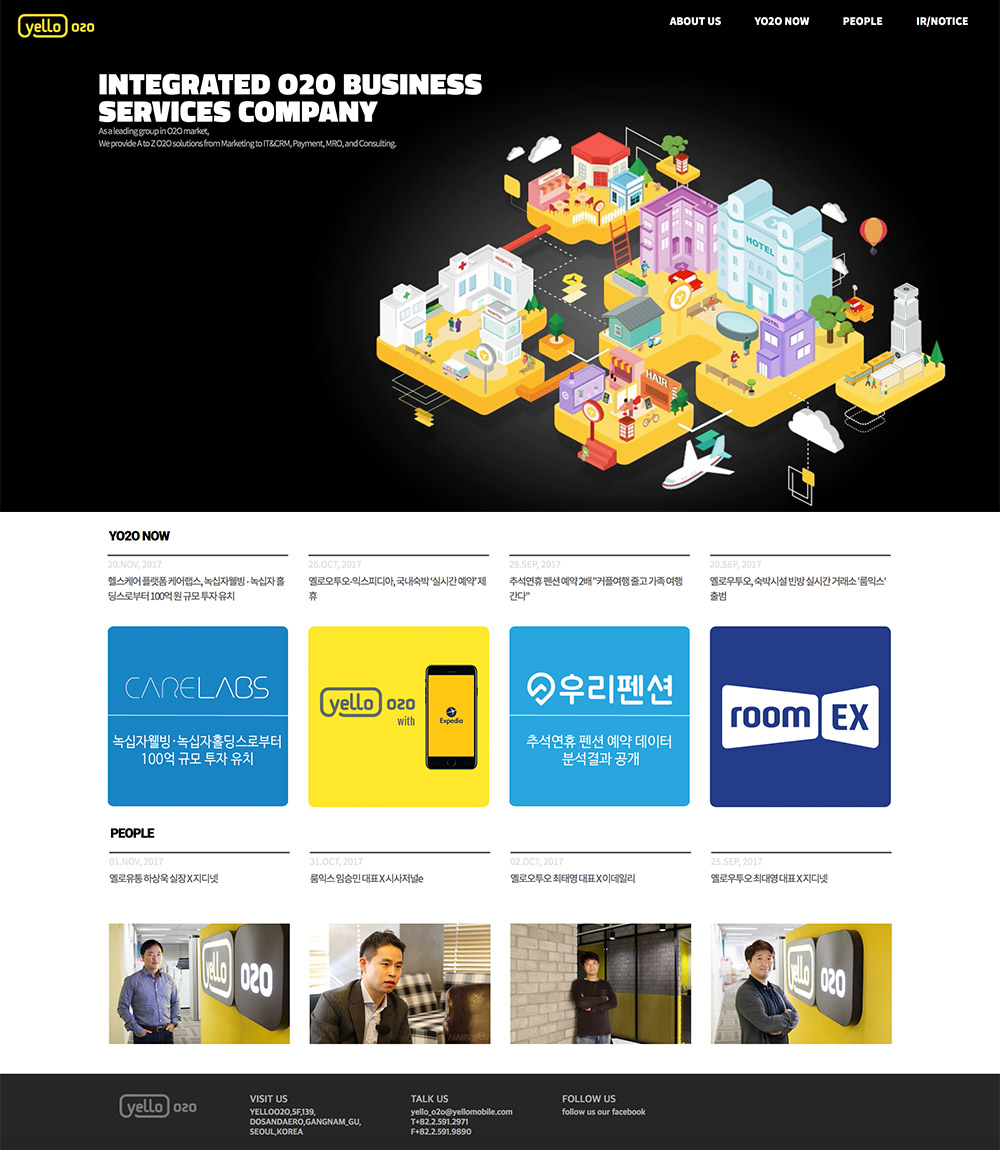 yello o2o
ABOUT US
YO2O NOW
PEOPLE
IR/NOTICE
INTEGRATED O2O BUSINESS
SERVICES COMPANY
As a leading group in O2O market,
We provide A to Z O2O solutions from Marketing to IT&CRM, Payment, MRO, and Consulting.
HOSPITAL
HOTEL
HOTEL
HAIR
YO2O NOW
20.NOV, 2017
헬스케어 플랫폼 케어랩스, 녹십자웰빙·녹십자 홀
딩스로부터 100억 원 규모 투자 유치
26.OCT, 2017
옐로오투오·익스피디아, 국내숙박 '실시간 예약' 제
휴
29.SEP, 2017
추석연휴 펜션 예약 2배 "커플여행 줄고 가족 여행
간다"
20.SEP, 2017
옐로우투오, 숙박시설 빈방 실시간 거래소 '룸익스'
출범
CARELABS
녹십자웰빙·녹십자홀딩스로부터
100억 규모 투자 유치
yello o2o
with
Expedia
우리펜션
추석연휴 펜션 예약 데이터
분석결과 공개
room EX
PEOPLE
01.NOV, 2017
옐로유통 하상욱 실장 X 지디넷
31.OCT, 2017
룸익스 임승민 대표 X 시사저널e
02.OCT, 2017
옐로오투오 최태영 대표 X 이데일리
25.SEP, 2017
옐로우투오 최대영 대표 X 지디넷
yello o2o
yello o2o
yello o2o
VISIT US
YELLOO2O,5F,139,
DOSANDAERO,GANGNAM_GU,
SEOUL,KOREA
TALK US
yello_o2o@yellomobile.com
T+82.2.591.2971
F+82.2.591.9890
FOLLOW US
follow us our facebook